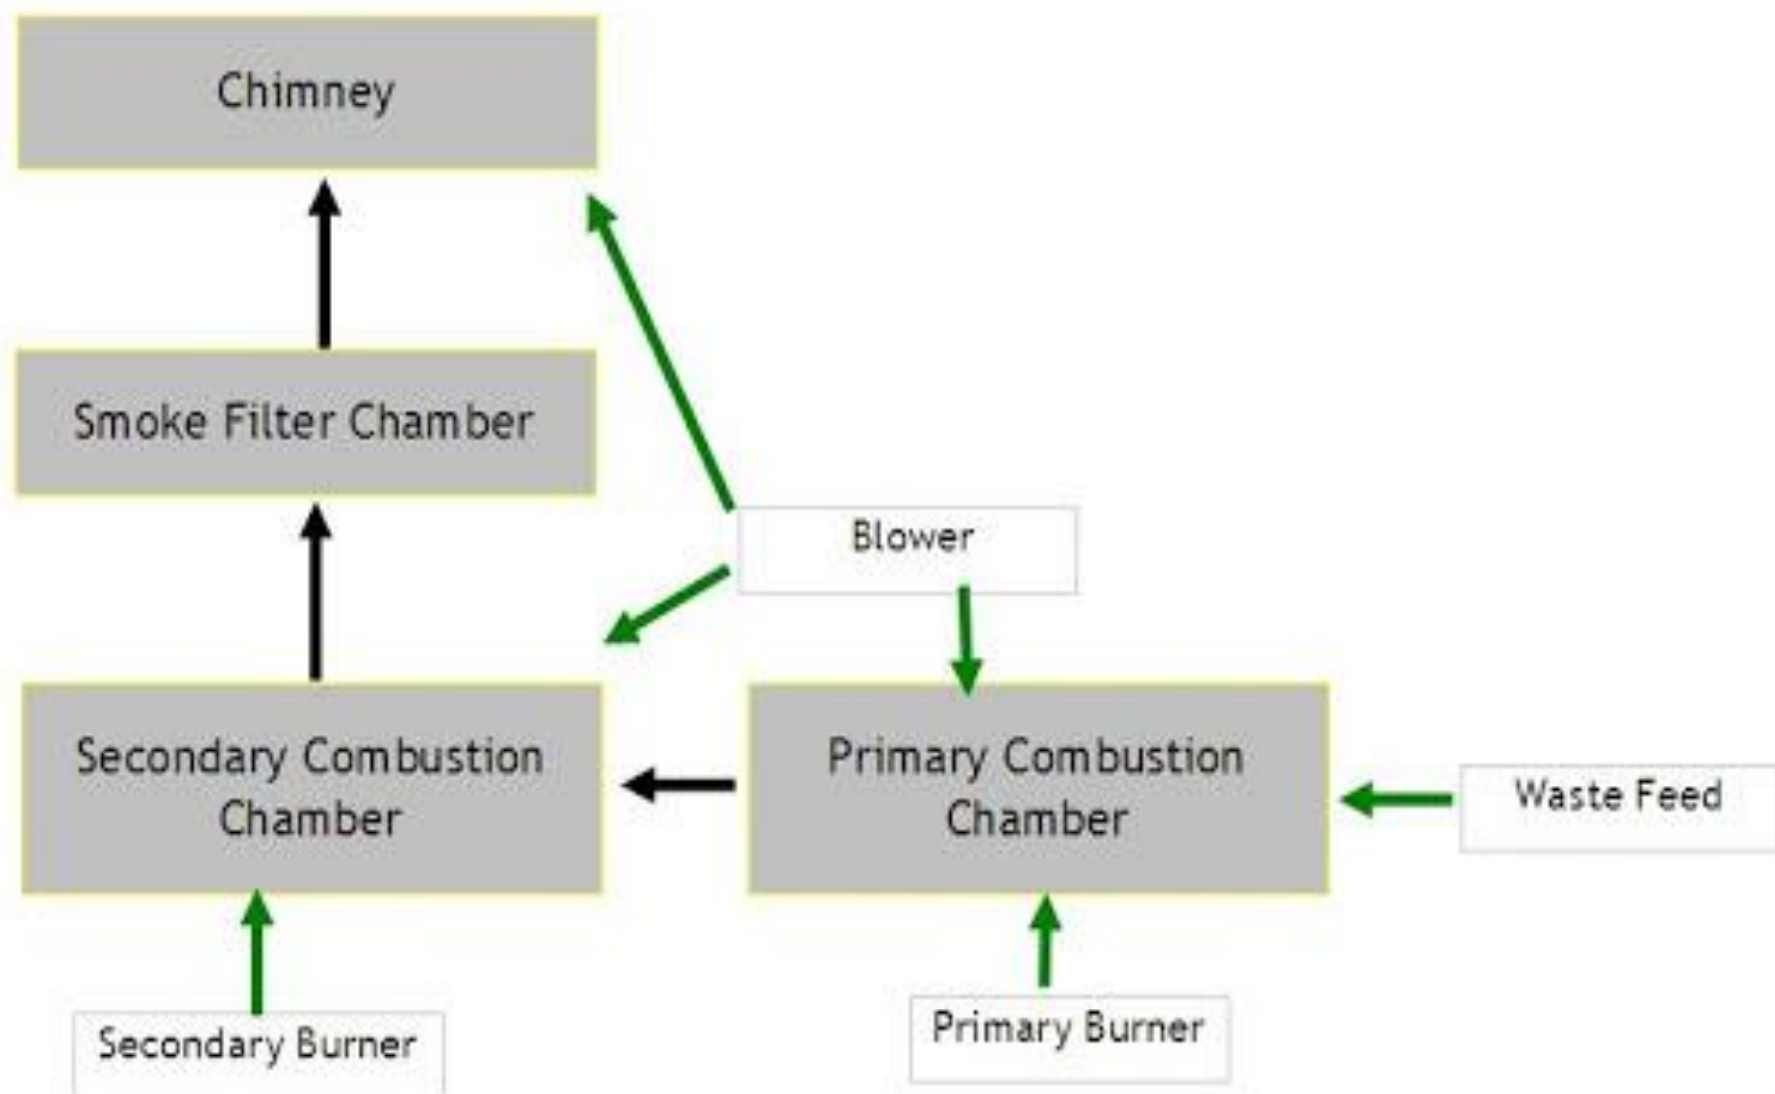 Chimney
Smoke Filter Chamber
Blower
Secondary Combustion
Chamber
Primary Combustion
Chamber
Waste Feed
Secondary Burner
Primary Burner